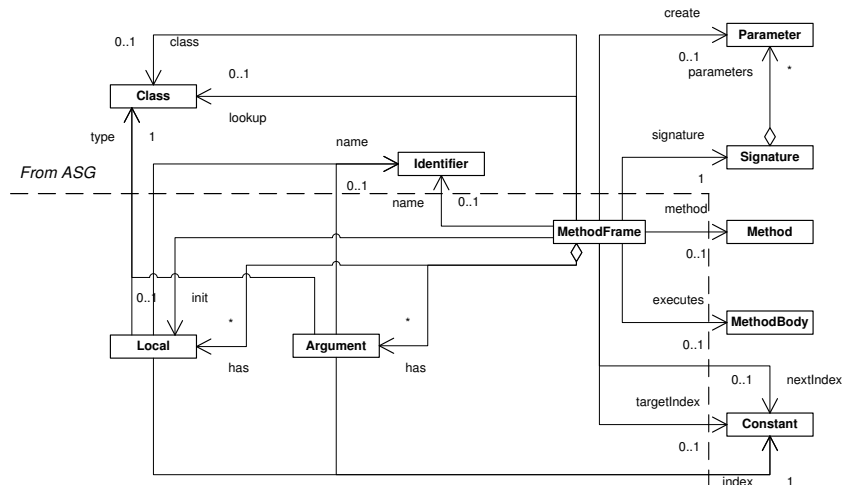 create
Parameter
0..1
class
0..1
parameters
*
0..1
Class
lookup
type
1
name
signature
Identifier
Signature
From ASG
0..1
name
0..1
1
method
MethodFrame
Method
0..1
0..1
init
executes
MethodBody
*
*
0..1
Local
Argument
has
has
0..1
nextIndex
targetIndex
Constant
0..1
index
1